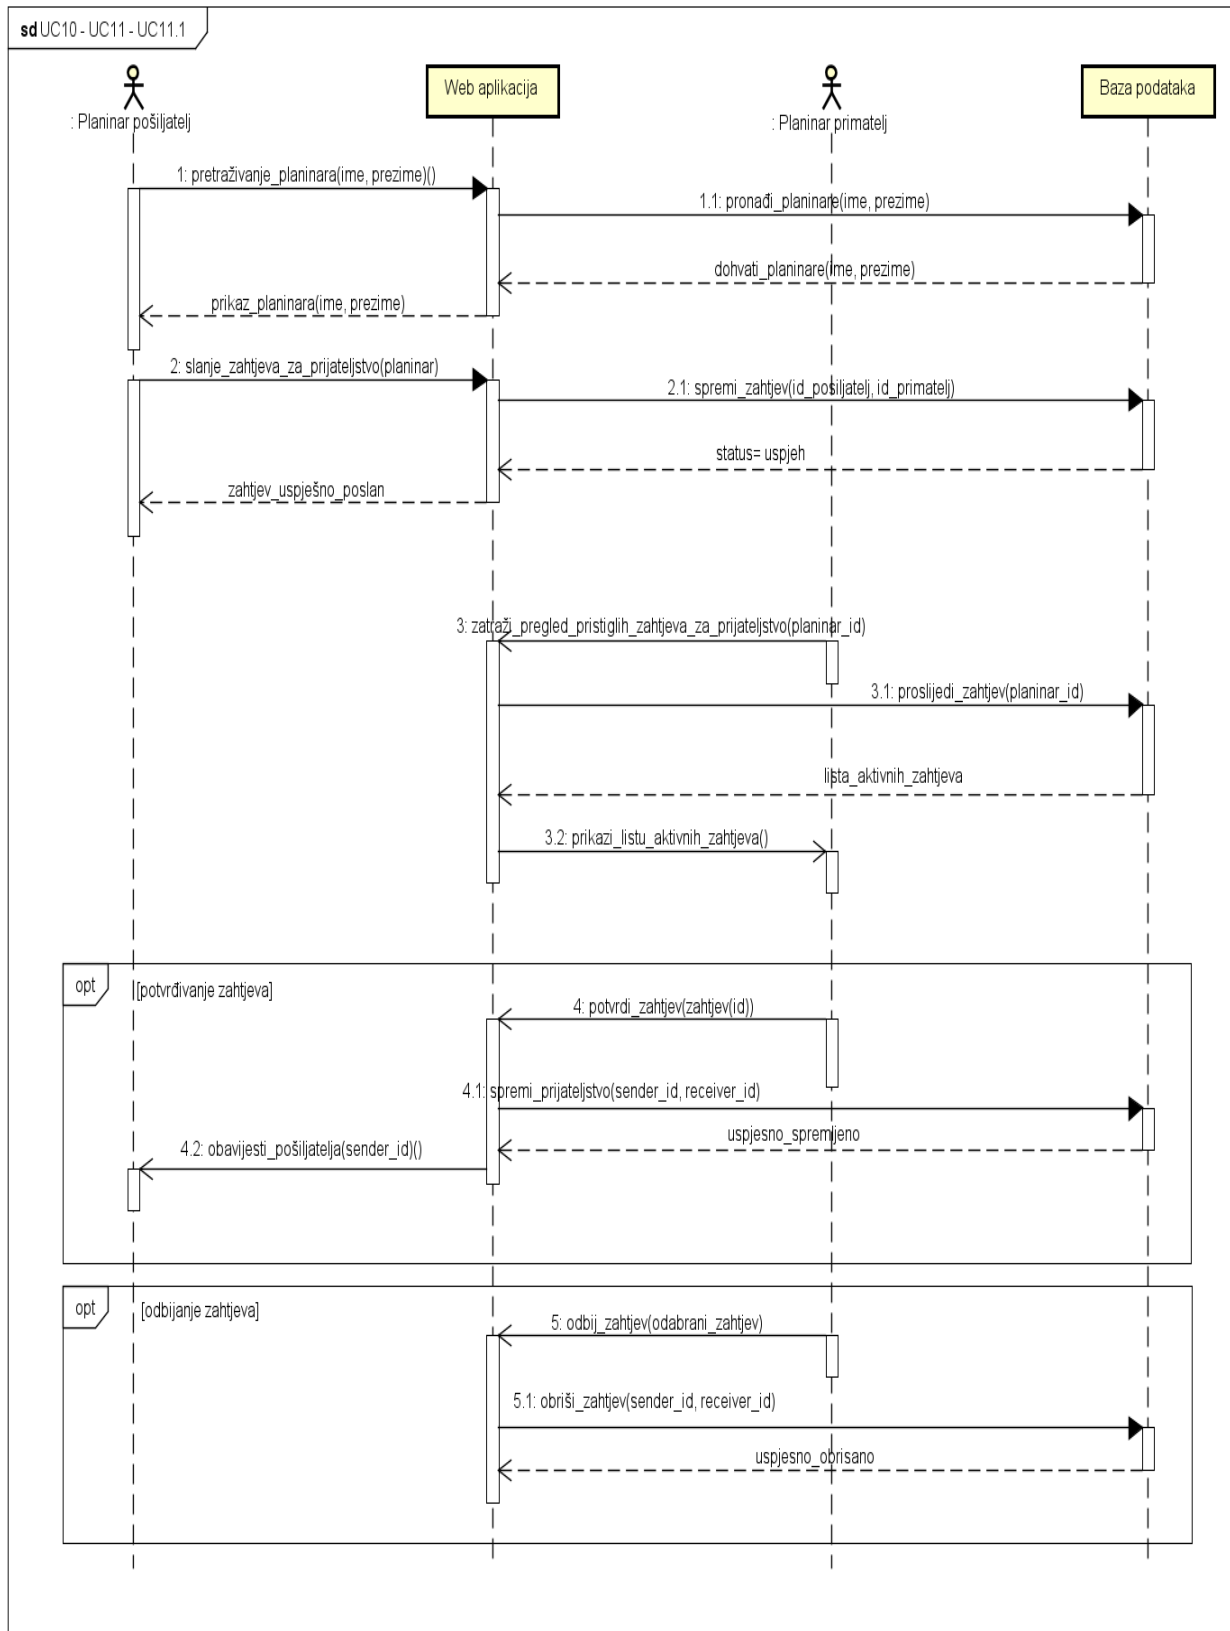 sd UC10 - UC11 - UC11.1
: Planinar pošiljatelj
Web aplikacija
: Planinar primatelj
Baza podataka
1: pretraživanje_planinara(ime, prezime)()
1.1: pronađi_planinare(ime, prezime)
dohvati_planinare(ime, prezime)
prikaz_planinara(ime, prezime)
2: slanje_zahtjeva_za_prijateljstvo(planinar)
2.1: spremi_zahtjev(id_posiljatelj, id_primatelj)
status= uspjeh
zahtjev_uspješno_poslan
3: zatraži_pregled_pristiglih_zahtjeva_za_prijateljstvo(planinar_id)
3.1: proslijedi_zahtjev(planinar_id)
lista_aktivnih_zahtjeva
3.2: prikazi_listu_aktivnih_zahtjeva()
opt
[potvrđivanje zahtjeva]
4: potvrdi_zahtjev(zahtjev(id))
4.1: spremi_prijateljstvo(sender_id, receiver_id)
uspjesno_spremljeno
4.2: obavijesti_pošiljatelja(sender_id)()
opt
[odbijanje zahtjeva]
5: odbij_zahtjev(odabrani_zahtjev)
5.1: obriši_zahtjev(sender_id, receiver_id)
uspjesno_obrisano